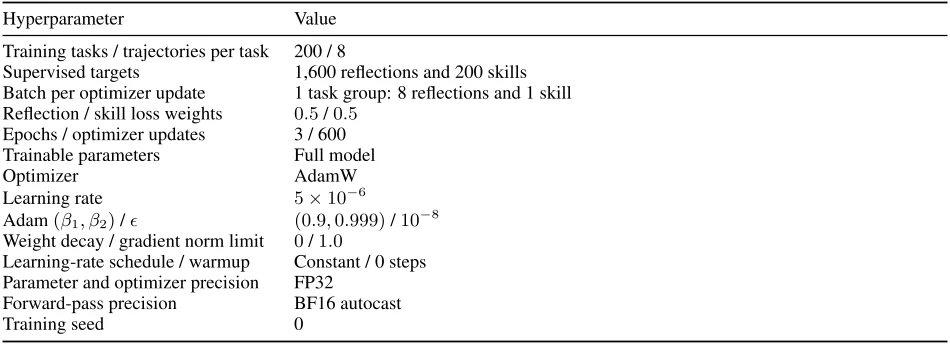 Hyperparameter Value
Training tasks / trajectories per task 200 / 8
Supervised targets 1,600 reflections and 200 skills
Batch per optimizer update 1 task group: 8 reflections and 1 skill
Reflection / skill loss weights 0.5 / 0.5
Epochs / optimizer updates 3 / 600
Trainable parameters Full model
Optimizer AdamW
Learning rate 5 × 10⁻⁶
Adam (β₁, β₂) / ϵ (0.9, 0.999) / 10⁻⁸
Weight decay / gradient norm limit 0 / 1.0
Learning-rate schedule / warmup Constant / 0 steps
Parameter and optimizer precision FP32
Forward-pass precision BF16 autocast
Training seed 0